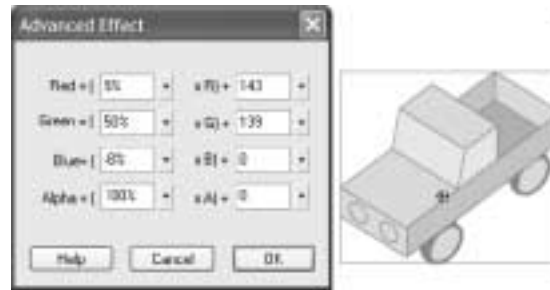 Advanced Effect
Red = ( 5% x R) + 143
Green = ( 50% x G) + 139
Blue= ( -8% x B) + 0
Alpha = ( 100% x A) + 0
Help Cancel OK